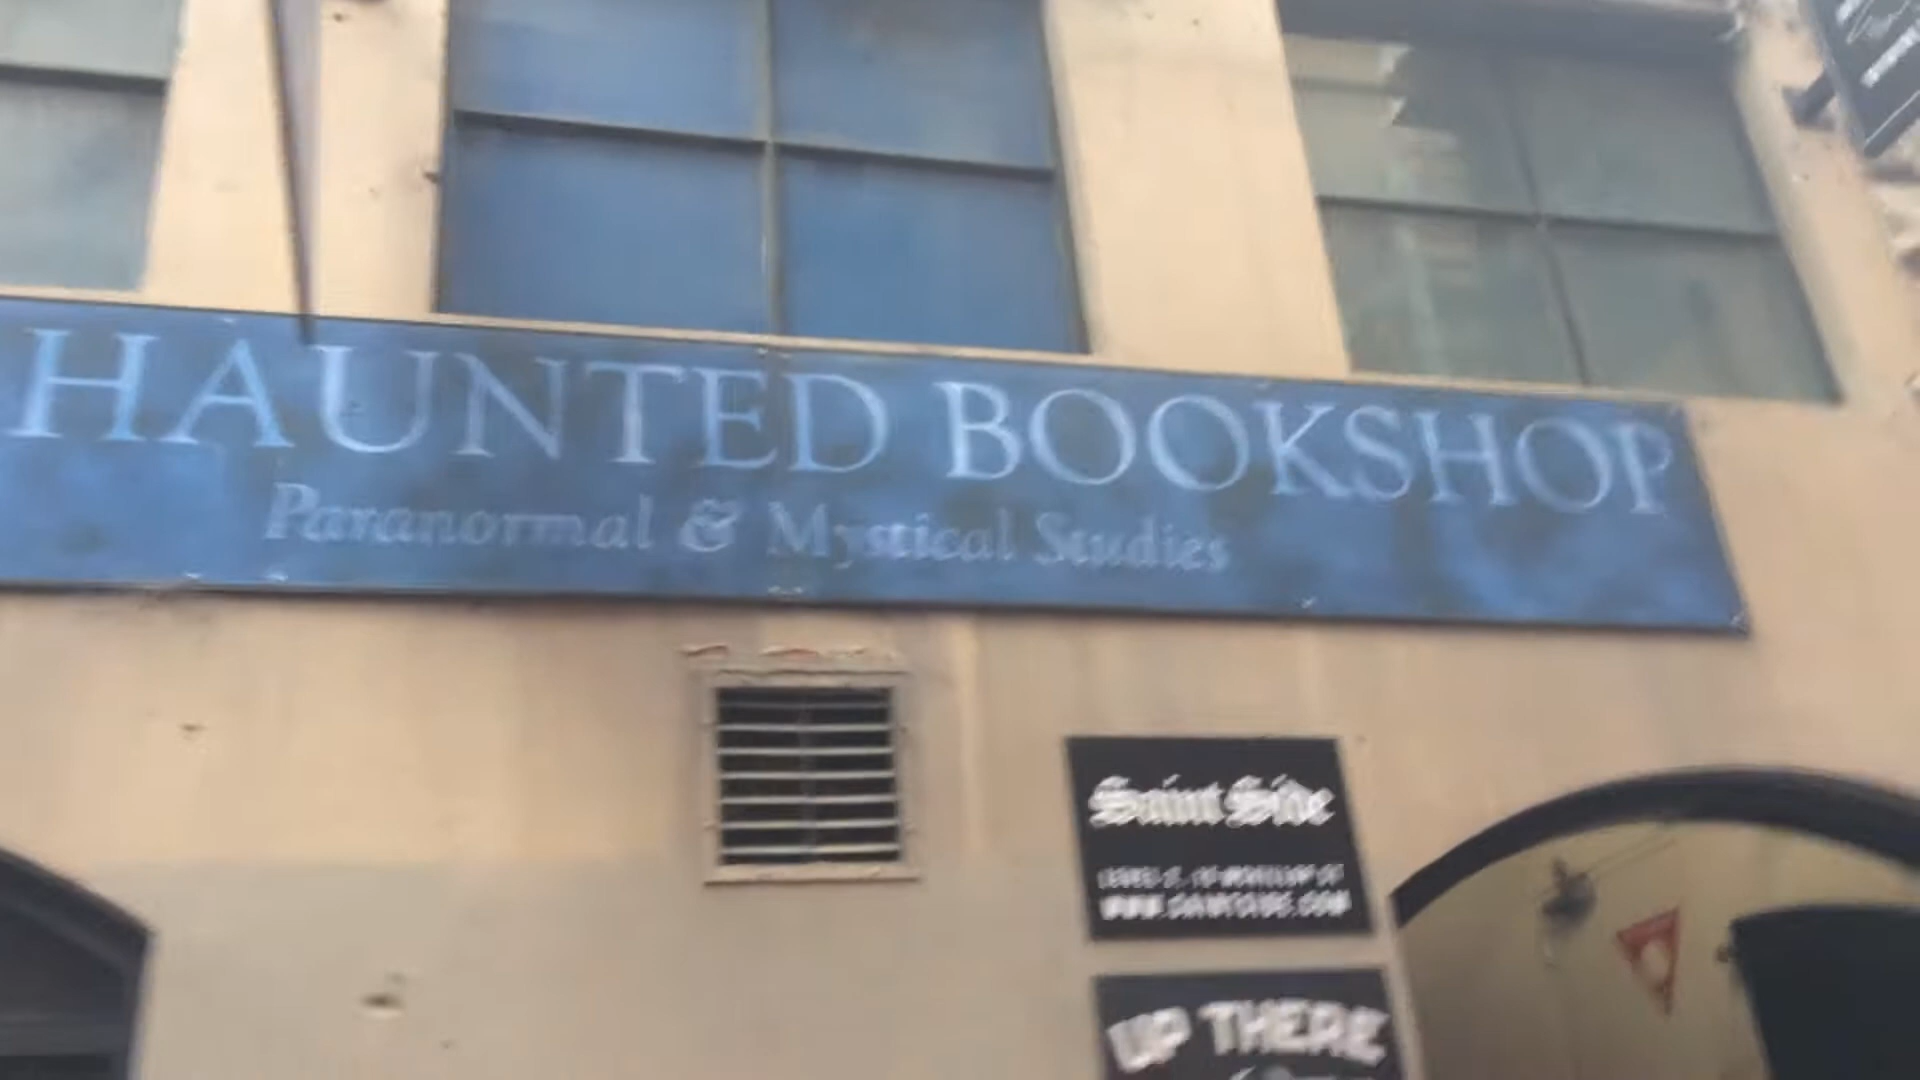 HAUNTED BOOKSHOP
Paranormal & Mystical Studies
Saint Side
UP THERE